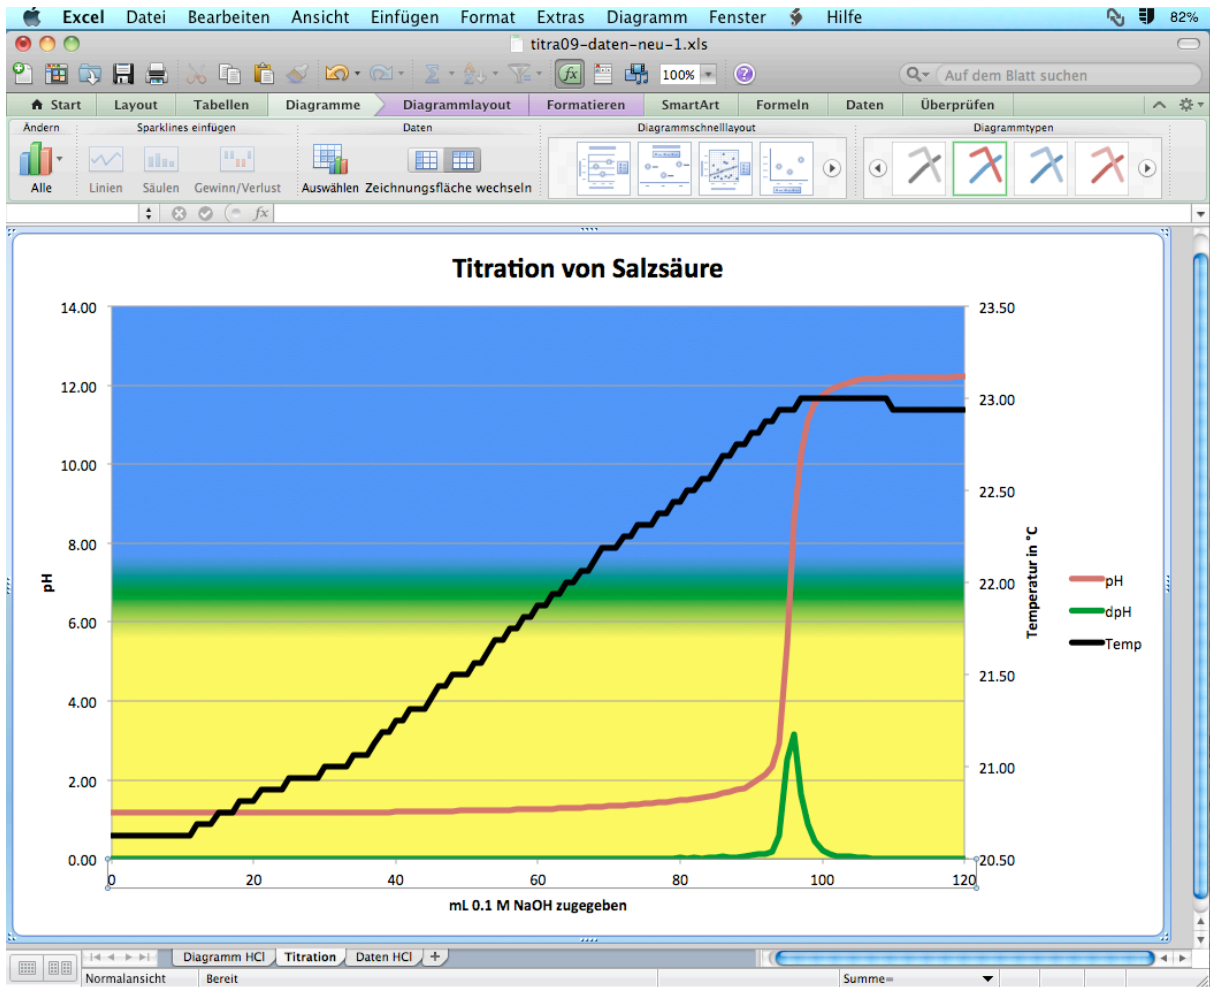 Excel Datei Bearbeiten Ansicht Einfügen Format Extras Diagramm Fenster Hilfe 82%
titra09-daten-neu-1.xls
fx 100% ? Auf dem Blatt suchen
Start Layout Tabellen Diagramme Diagrammlayout Formatieren SmartArt Formeln Daten Überprüfen
Ändern Sparklines einfügen Daten Diagrammschnelllayout Diagrammtypen
Alle Linien Säulen Gewinn/Verlust Auswählen Zeichnungsfläche wechseln
fx
Titration von Salzsäure
14.00 23.50
12.00 23.00
10.00 22.50
8.00 22.00
6.00 21.50
4.00 21.00
2.00 20.50
0.00
pH
Temperatur in °C
pH
dpH
Temp
0 20 40 60 80 100 120
mL 0.1 M NaOH zugegeben
Diagramm HCl Titration Daten HCl +
Normalansicht Bereit Summe=